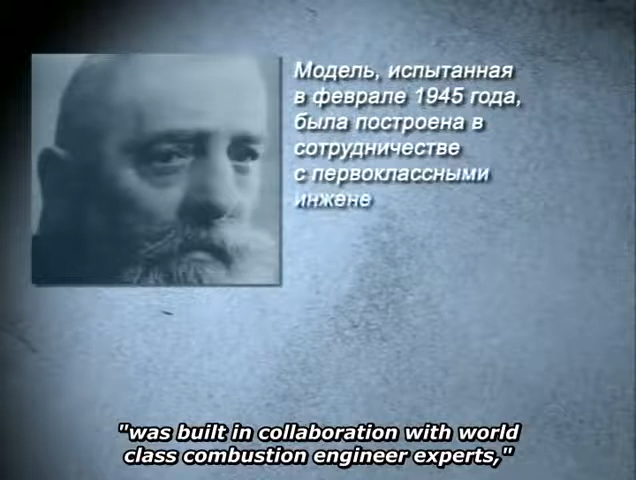 Модель, испытанная
в феврале 1945 года,
была построена в
сотрудничестве
с первоклассными
инжене
"was built in collaboration with world
class combustion engineer experts,"